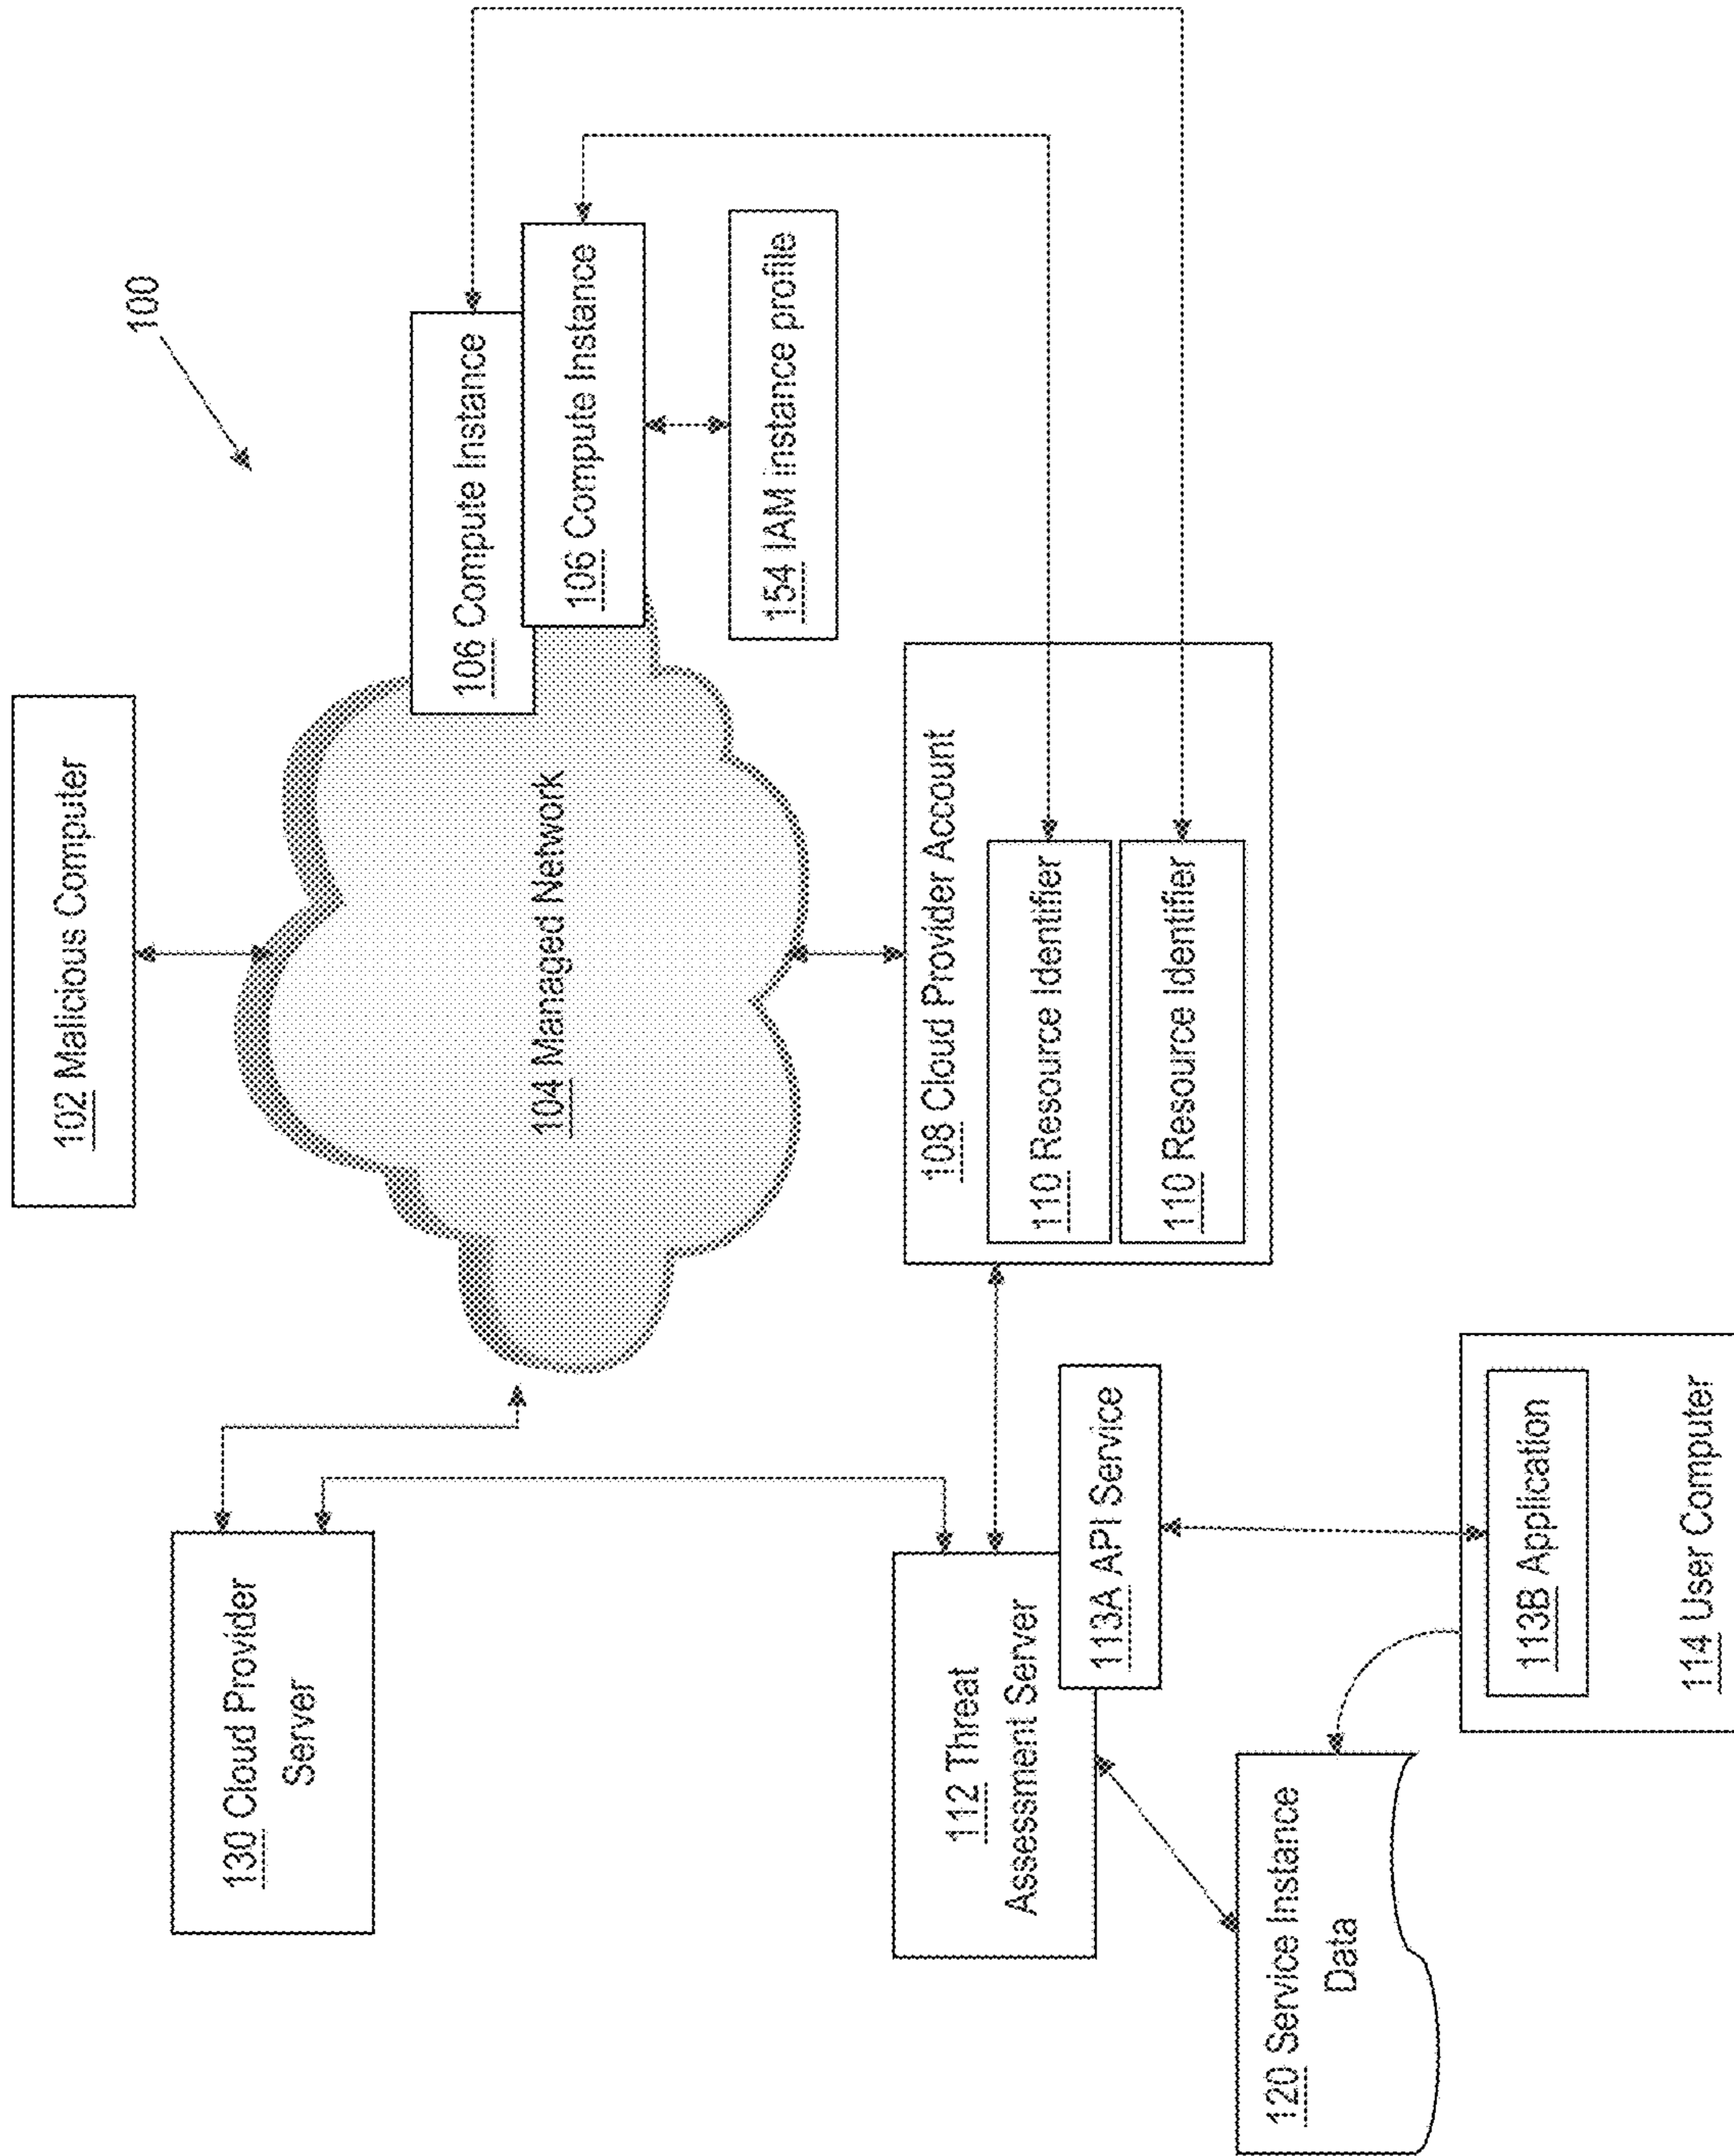 100
102 Malicious Computer
130 Cloud Provider
Server
104 Managed Network
106 Compute Instance
106 Compute Instance
154 IAM instance profile
112 Threat
Assessment Server
113A API Service
108 Cloud Provider Account
110 Resource Identifier
110 Resource Identifier
120 Service Instance
Data
113B Application
114 User Computer